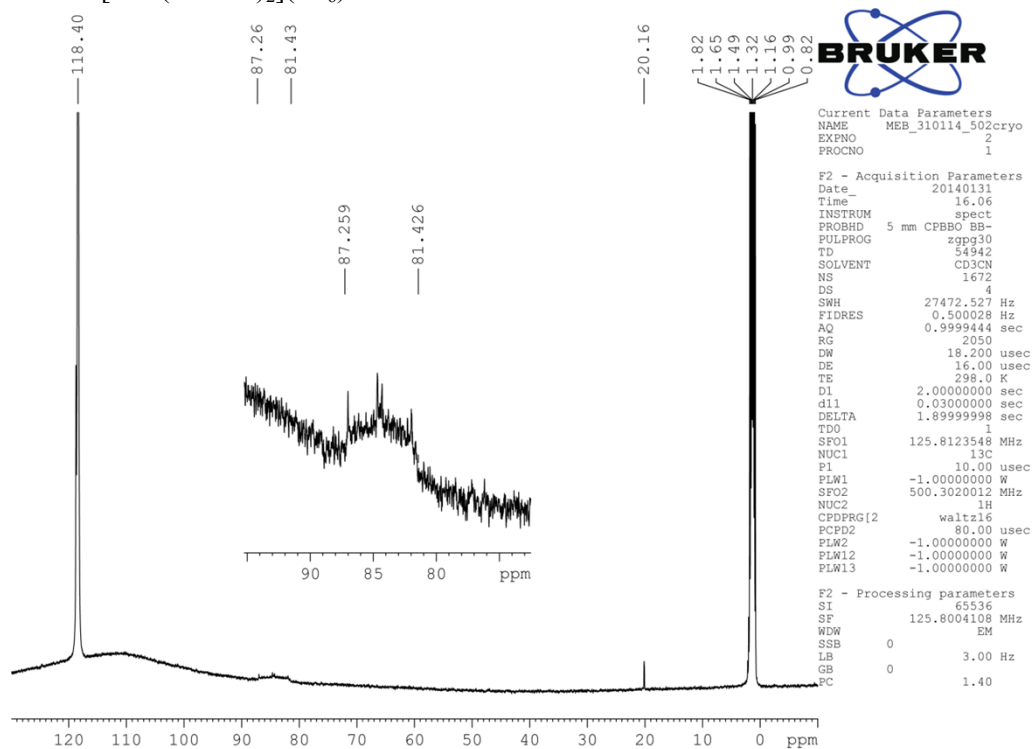 118.40
87.26
81.43
20.16
1.82
1.65
1.49
1.32
1.16
0.99
0.82
BRUKER
Current Data Parameters
NAME MEB_310114_502cryo
EXPNO 2
PROCNO 1
F2 - Acquisition Parameters
Date_ 20140131
Time 16.06
INSTRUM spect
PROBHD 5 mm CPBBO BB-
PULPROG zgpg30
TD 54942
SOLVENT CD3CN
NS 1672
DS 4
SWH 27472.527 Hz
FIDRES 0.500028 Hz
AQ 0.9999444 sec
RG 2050
DW 18.200 usec
DE 16.00 usec
TE 298.0 K
D1 2.00000000 sec
d11 0.03000000 sec
DELTA 1.89999998 sec
TD0 1
SFO1 125.8123548 MHz
NUC1 13C
P1 10.00 usec
PLW1 -1.00000000 W
SFO2 500.3020012 MHz
NUC2 1H
CPDPRG[2 waltz16
PCPD2 80.00 usec
PLW2 -1.00000000 W
PLW12 -1.00000000 W
PLW13 -1.00000000 W
F2 - Processing parameters
SI 65536
SF 125.8004108 MHz
WDW EM
SSB 0
LB 3.00 Hz
GB 0
PC 1.40
87.259
81.426
90 85 80 ppm
120 110 100 90 80 70 60 50 40 30 20 10 0 ppm